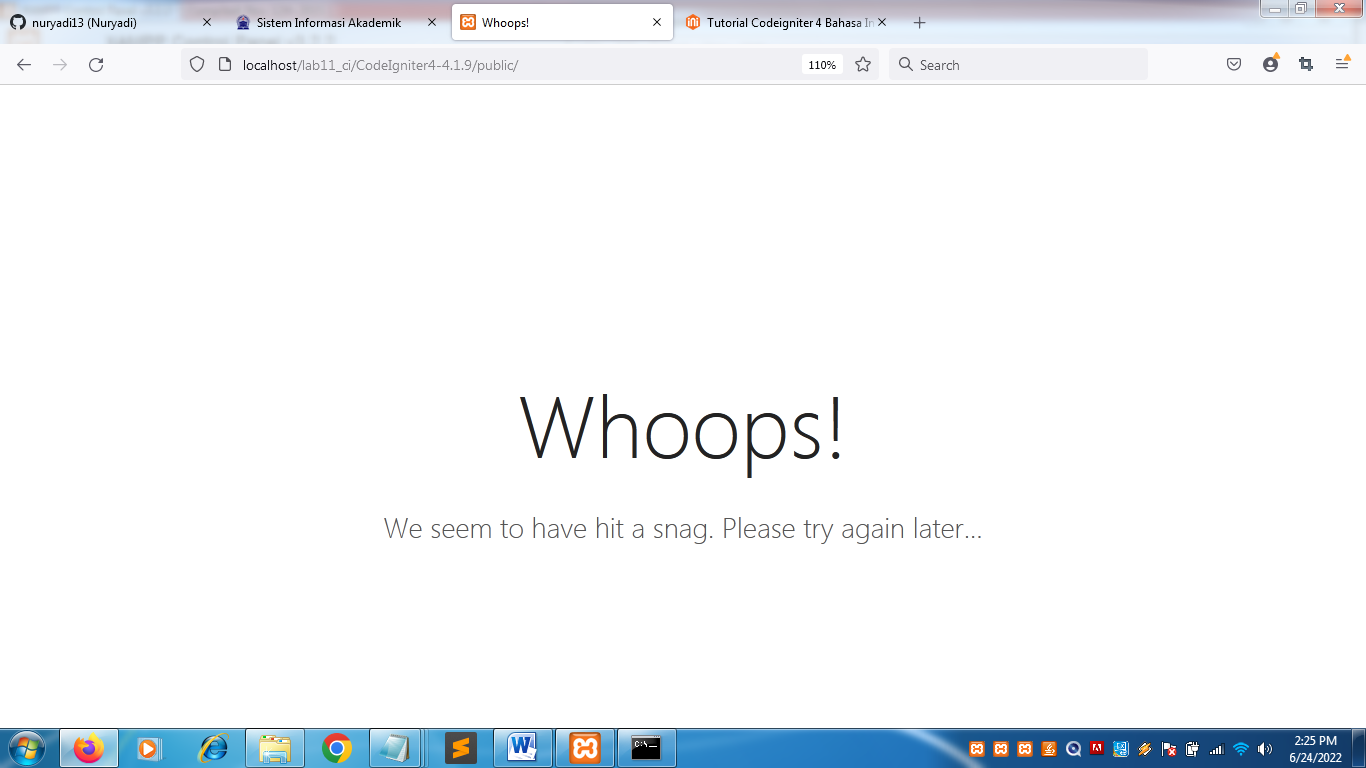 nuryadi13 (Nuryadi)
Sistem Informasi Akademik
Whoops!
Tutorial Codeigniter 4 Bahasa In
localhost/lab11_ci/CodeIgniter4-4.1.9/public/
110%
Search
Whoops!
We seem to have hit a snag. Please try again later...
2:25 PM
6/24/2022